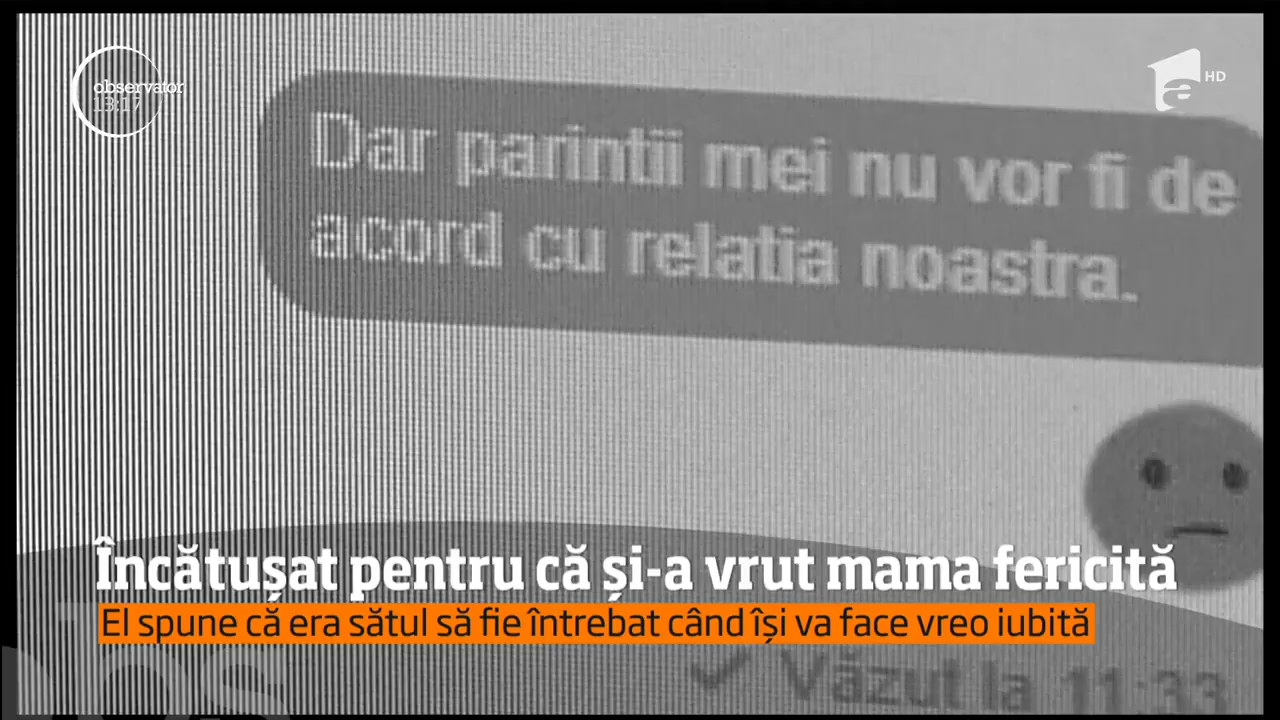 observator
13:17
HD
Dar parintii mei nu vor fi de
acord cu relatia noastra.
Încătușat pentru că și-a vrut mama fericită
El spune că era sătul să fie întrebat când își va face vreo iubită
✓ Văzut la 11:33
obs